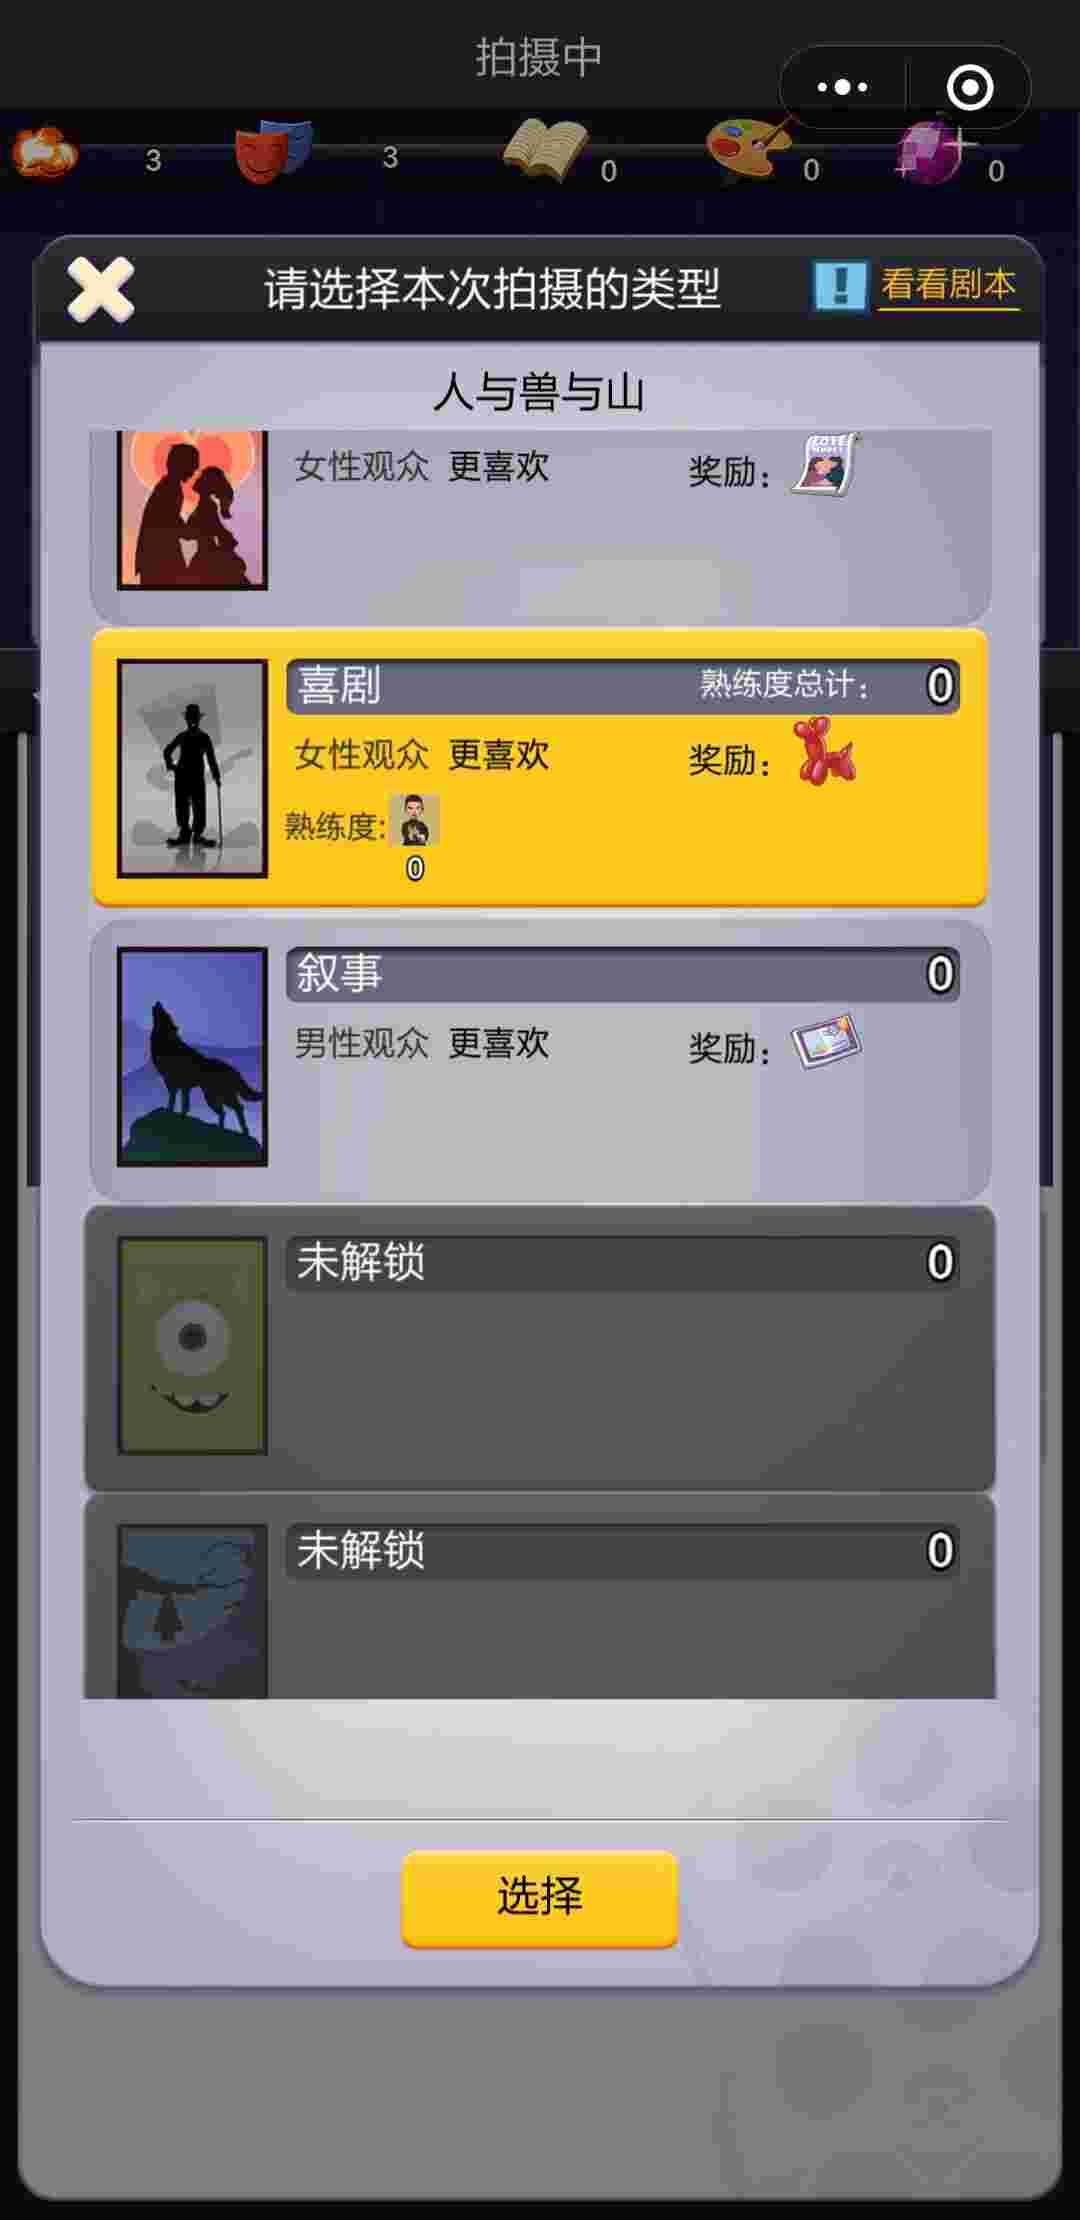 拍摄中
3
3
0
0
0
请选择本次拍摄的类型
看看剧本
人与兽与山
女性观众 更喜欢 奖励：
LOVE
喜剧 熟练度总计： 0
女性观众 更喜欢 奖励：
熟练度:
0
叙事 0
男性观众 更喜欢 奖励：
未解锁 0
未解锁 0
选择